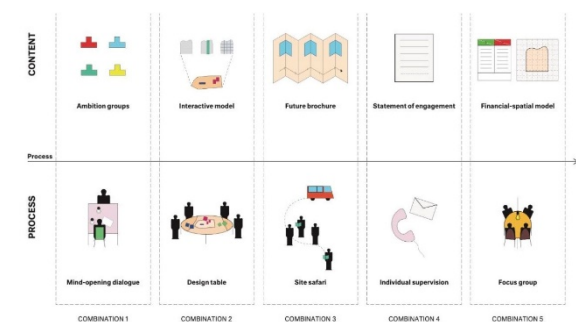 CONTENT
Ambition groups
Interactive model
Future brochure
Statement of engagement
Financial-spatial model
Process
PROCESS
Mind-opening dialogue
Design table
Site safari
Individual supervision
Focus group
COMBINATION 1
COMBINATION 2
COMBINATION 3
COMBINATION 4
COMBINATION 5